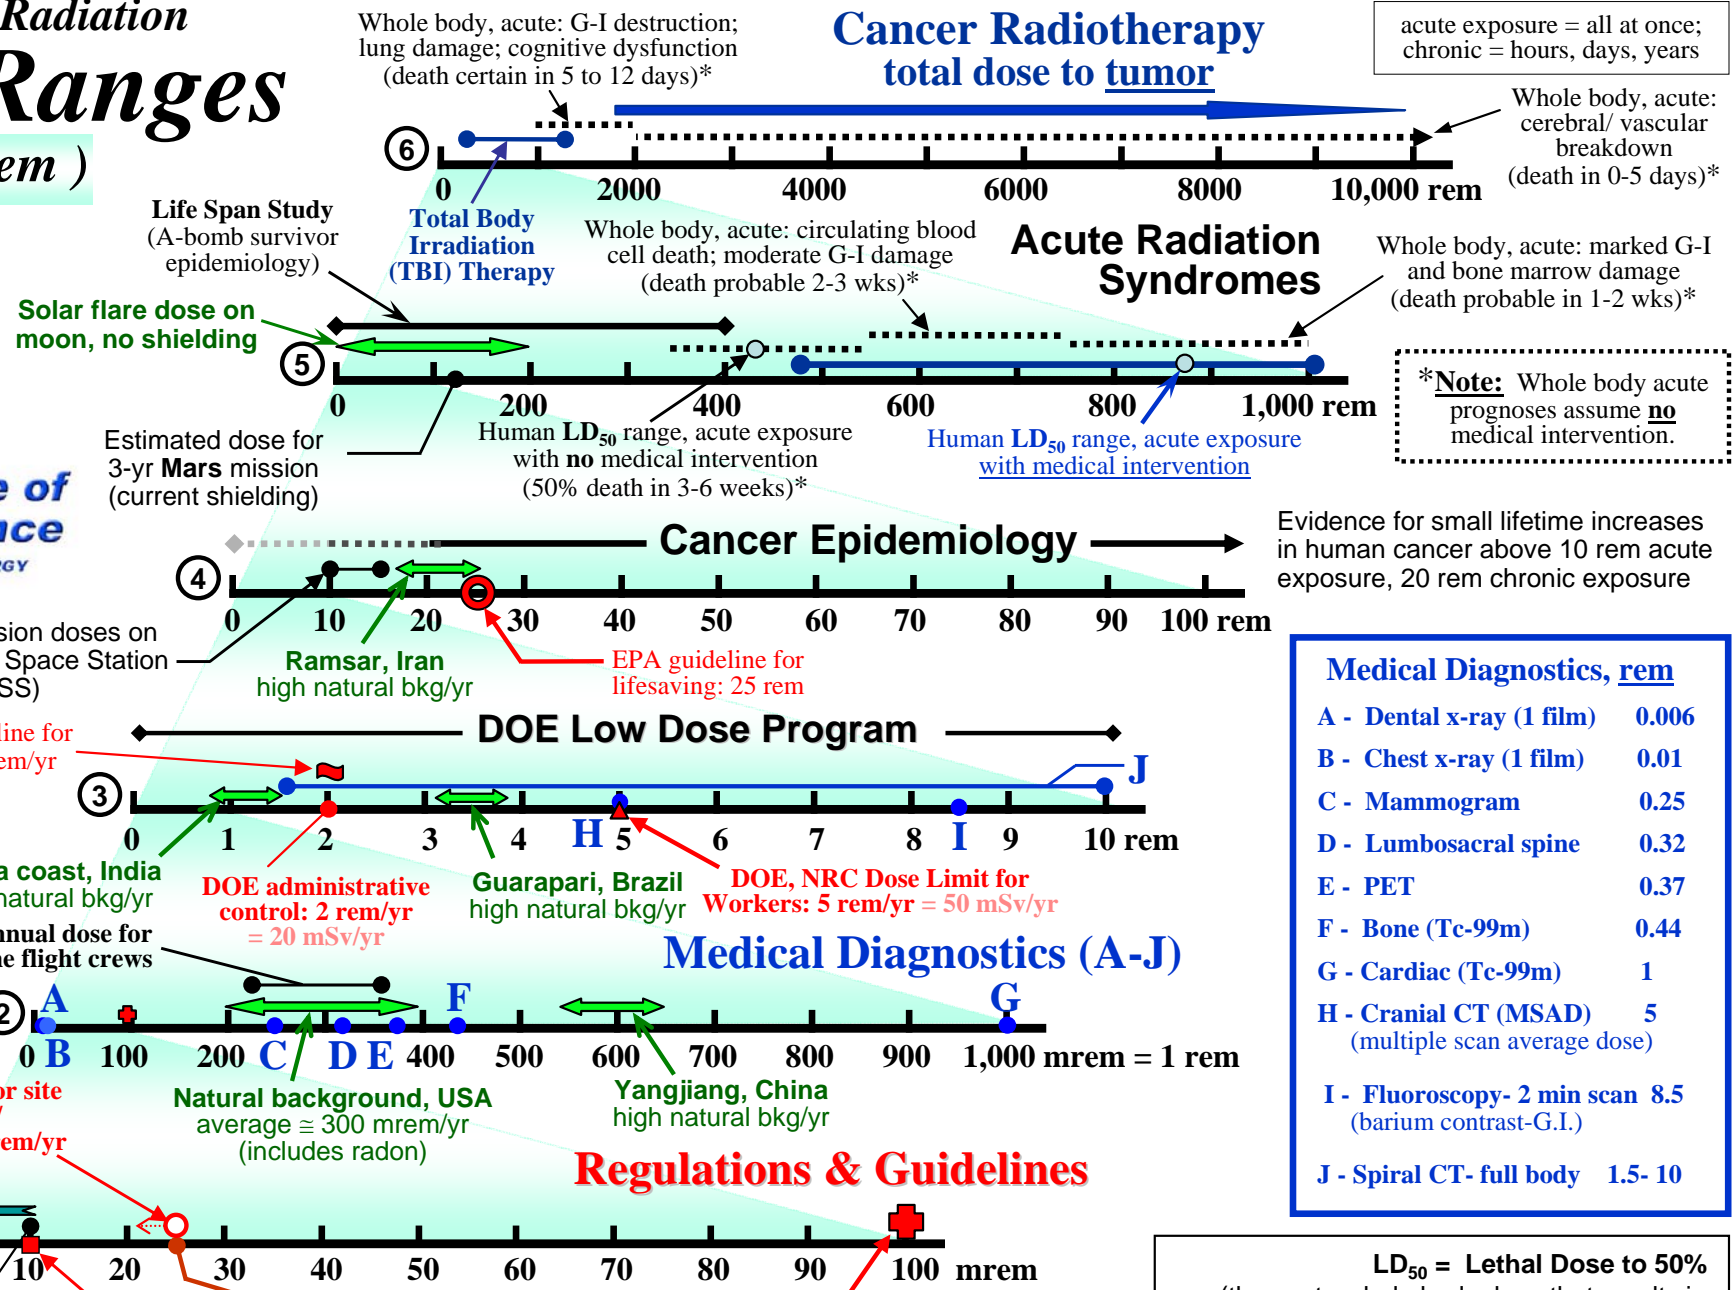 Radiation
Ranges
em )
Whole body, acute: G-I destruction;
lung damage; cognitive dysfunction
(death certain in 5 to 12 days)*
Cancer Radiotherapy
total dose to tumor
acute exposure = all at once;
chronic = hours, days, years
Whole body, acute:
cerebral/ vascular
breakdown
(death in 0-5 days)*
6
0 2000 4000 6000 8000 10,000 rem
Total Body
Irradiation
(TBI) Therapy
Life Span Study
(A-bomb survivor
epidemiology)
Whole body, acute: circulating blood
cell death; moderate G-I damage
(death probable 2-3 wks)*
Acute Radiation
Syndromes
Whole body, acute: marked G-I
and bone marrow damage
(death probable in 1-2 wks)*
Solar flare dose on
moon, no shielding
5
0 200 400 600 800 1,000 rem
*Note: Whole body acute
prognoses assume no
medical intervention.
Estimated dose for
3-yr Mars mission
(current shielding)
Human LD50 range, acute exposure
with no medical intervention
(50% death in 3-6 weeks)*
Human LD50 range, acute exposure
with medical intervention
e of
nce
RGY
Cancer Epidemiology
Evidence for small lifetime increases
in human cancer above 10 rem acute
exposure, 20 rem chronic exposure
4
0 10 20 30 40 50 60 70 80 90 100 rem
sion doses on
Space Station
SS)
Ramsar, Iran
high natural bkg/yr
EPA guideline for
lifesaving: 25 rem
line for
em/yr
DOE Low Dose Program
J
3
0 1 2 3 4 H 5 6 7 8 I 9 10 rem
a coast, India
natural bkg/yr
DOE administrative
control: 2 rem/yr
= 20 mSv/yr
Guarapari, Brazil
high natural bkg/yr
DOE, NRC Dose Limit for
Workers: 5 rem/yr = 50 mSv/yr
nnual dose for
ne flight crews
Medical Diagnostics (A-J)
2
A F G
0 B 100 200 C D E 400 500 600 700 800 900 1,000 mrem = 1 rem
or site
em/yr
Natural background, USA
average ≅ 300 mrem/yr
(includes radon)
Yangjiang, China
high natural bkg/yr
Regulations & Guidelines
10 20 30 40 50 60 70 80 90 100 mrem
Medical Diagnostics, rem
A - Dental x-ray (1 film) 0.006
B - Chest x-ray (1 film) 0.01
C - Mammogram 0.25
D - Lumbosacral spine 0.32
E - PET 0.37
F - Bone (Tc-99m) 0.44
G - Cardiac (Tc-99m) 1
H - Cranial CT (MSAD) 5
(multiple scan average dose)
I - Fluoroscopy- 2 min scan 8.5
(barium contrast-G.I.)
J - Spiral CT- full body 1.5- 10
LD50 = Lethal Dose to 50%